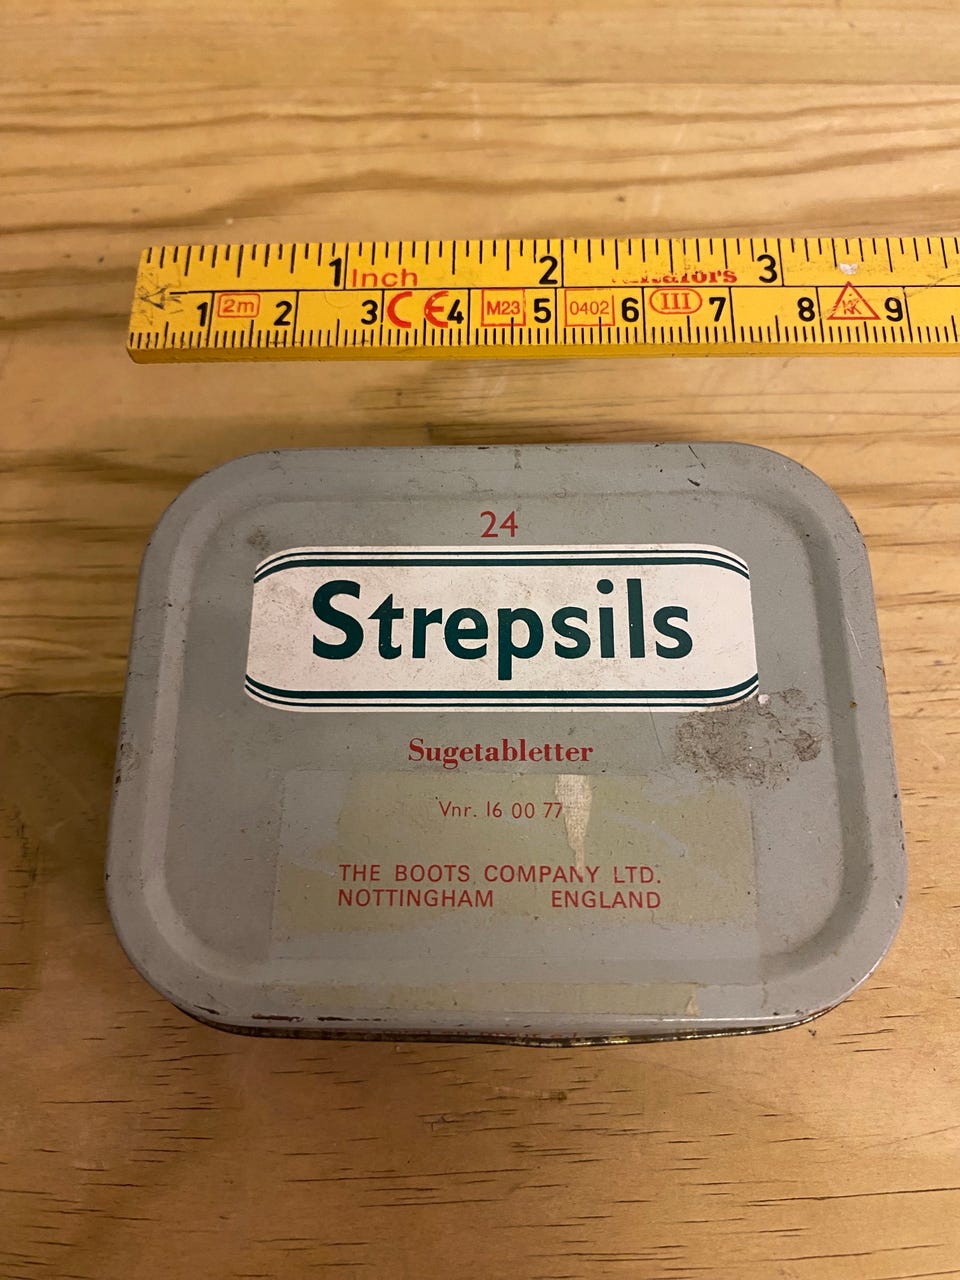 1 Inch 2 3
1 2m 2 3 CE 4 M23 5 0402 6 III 7 8 KK 9
24
Strepsils
Sugetabletter
Vnr. 16 00 77
THE BOOTS COMPANY LTD.
NOTTINGHAM ENGLAND